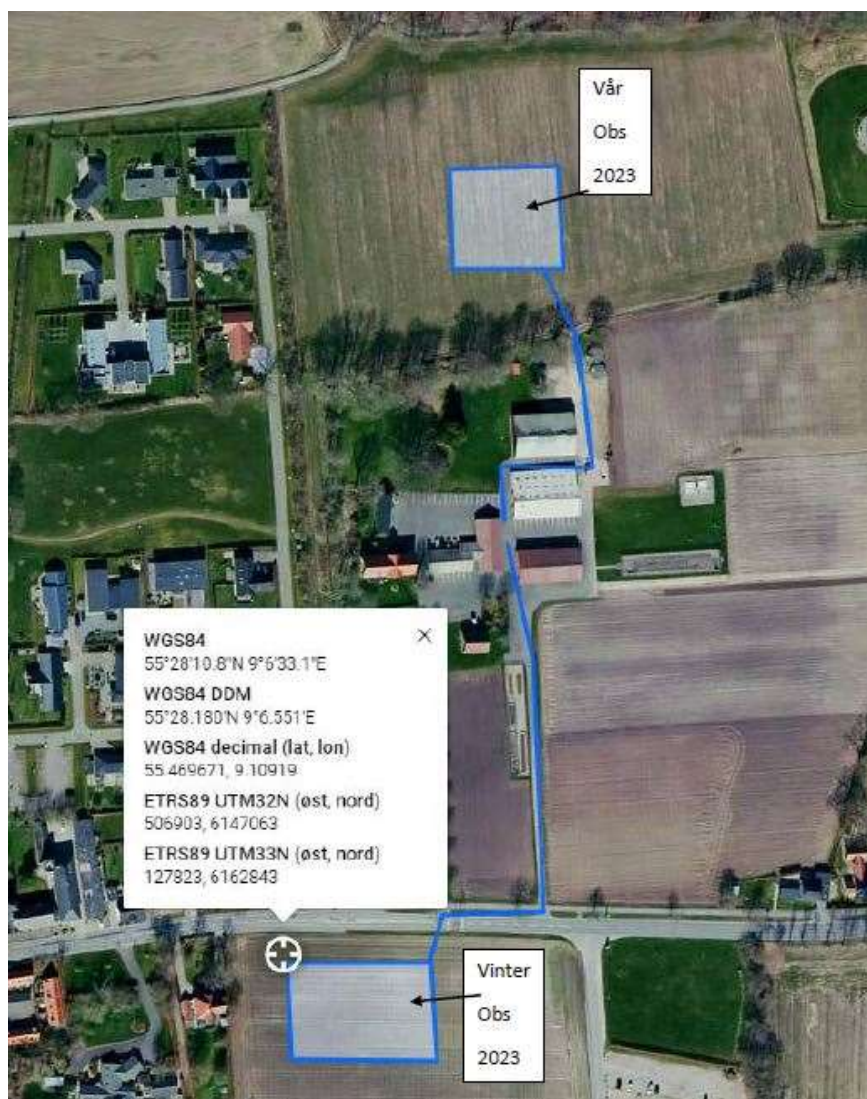 Vår
Obs
2023
WGS84
55°28'10.8"N 9°6'33.1"E
WGS84 DDM
55°28.180'N 9°6.551'E
WGS84 decimal (lat, lon)
55.469671, 9.10919
ETRS89 UTM32N (øst, nord)
506903, 6147063
ETRS89 UTM33N (øst, nord)
127823, 6162843
Vinter
Obs
2023